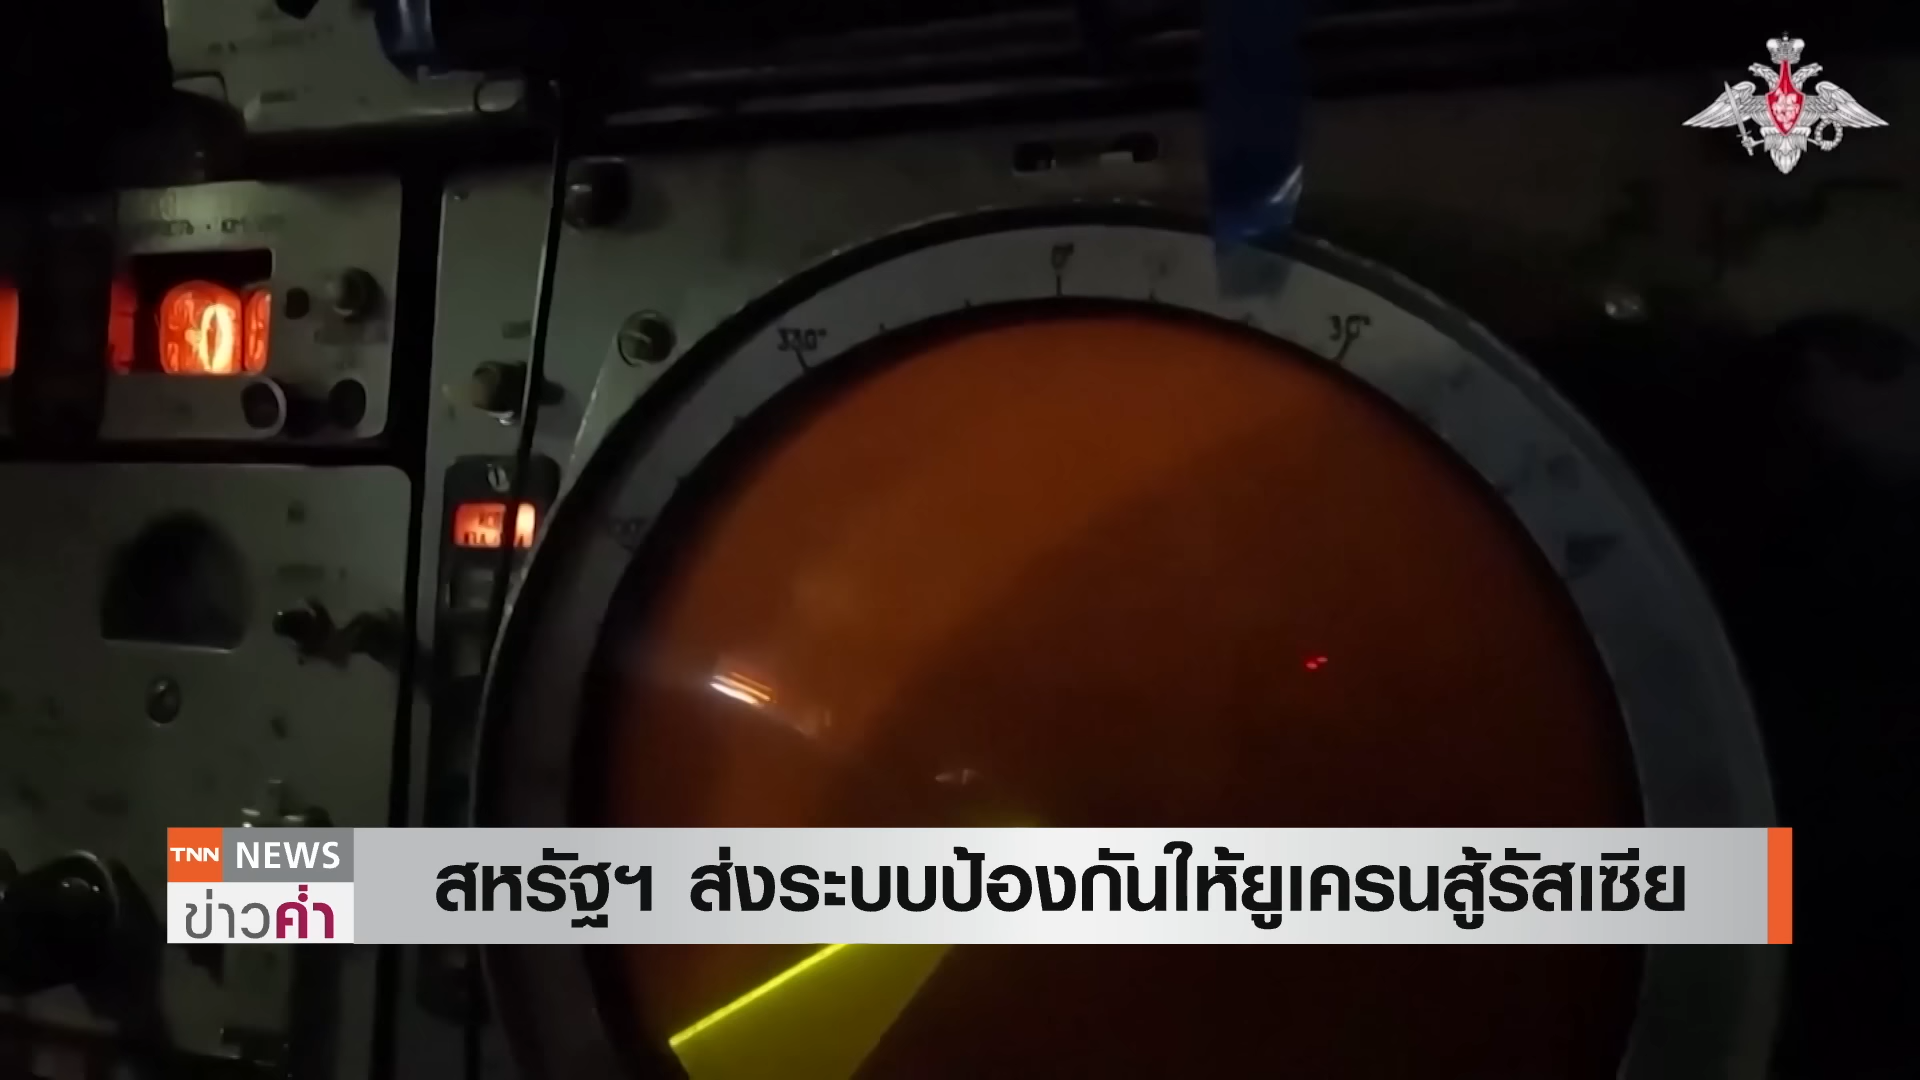 0°
330°
30°
TNN NEWS
ข่าวค่ำ
สหรัฐฯ ส่งระบบป้องกันให้ยูเครนสู้รัสเซีย